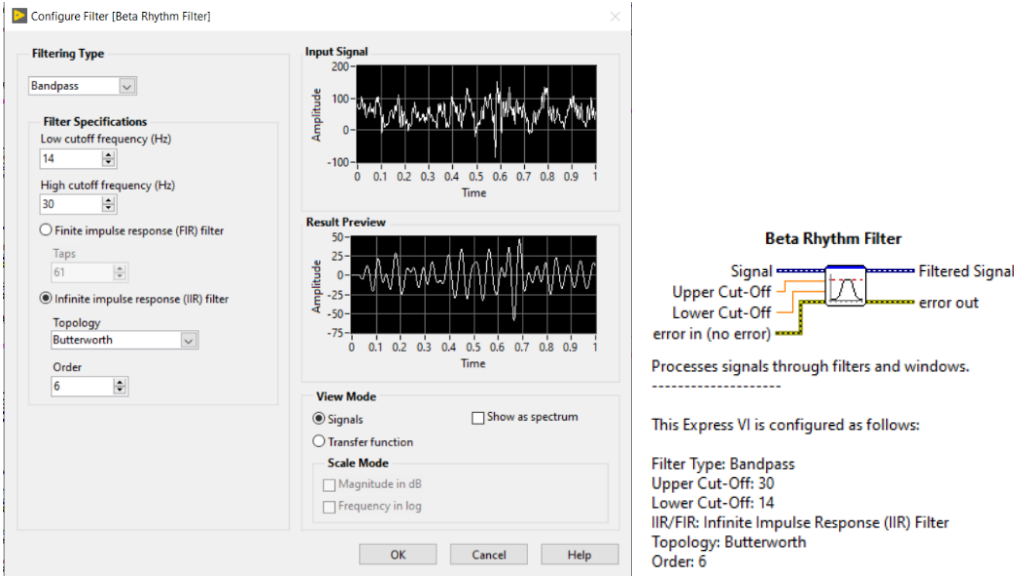 Configure Filter [Beta Rhythm Filter]
Filtering Type
Bandpass
Filter Specifications
Low cutoff frequency (Hz)
14
High cutoff frequency (Hz)
30
Finite impulse response (FIR) filter
Taps
61
Infinite impulse response (IIR) filter
Topology
Butterworth
Order
6
Input Signal
200
100
0
-100
Amplitude
0 0.1 0.2 0.3 0.4 0.5 0.6 0.7 0.8 0.9 1
Time
Result Preview
50
25
0
-25
-50
-75
Amplitude
0 0.1 0.2 0.3 0.4 0.5 0.6 0.7 0.8 0.9 1
Time
View Mode
Signals
Show as spectrum
Transfer function
Scale Mode
Magnitude in dB
Frequency in log
OK Cancel Help
Beta Rhythm Filter
Signal
Upper Cut-Off
Lower Cut-Off
error in (no error)
Filtered Signal
error out
Processes signals through filters and windows.
--------------------
This Express VI is configured as follows:
Filter Type: Bandpass
Upper Cut-Off: 30
Lower Cut-Off: 14
IIR/FIR: Infinite Impulse Response (IIR) Filter
Topology: Butterworth
Order: 6